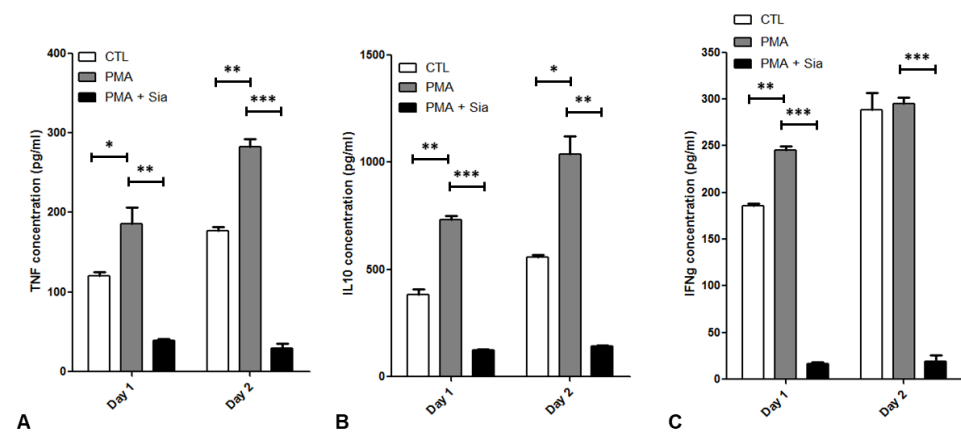 TNF concentration (pg/ml)
400
300
200
100
0
CTL
PMA
PMA + Sia
*
**
**
***
Day 1
Day 2
A
IL10 concentration (pg/ml)
1500
1000
500
0
CTL
PMA
PMA + Sia
**
***
*
**
Day 1
Day 2
B
IFNg concentration (pg/ml)
350
300
250
200
150
100
50
0
CTL
PMA
PMA + Sia
**
***
***
Day 1
Day 2
C